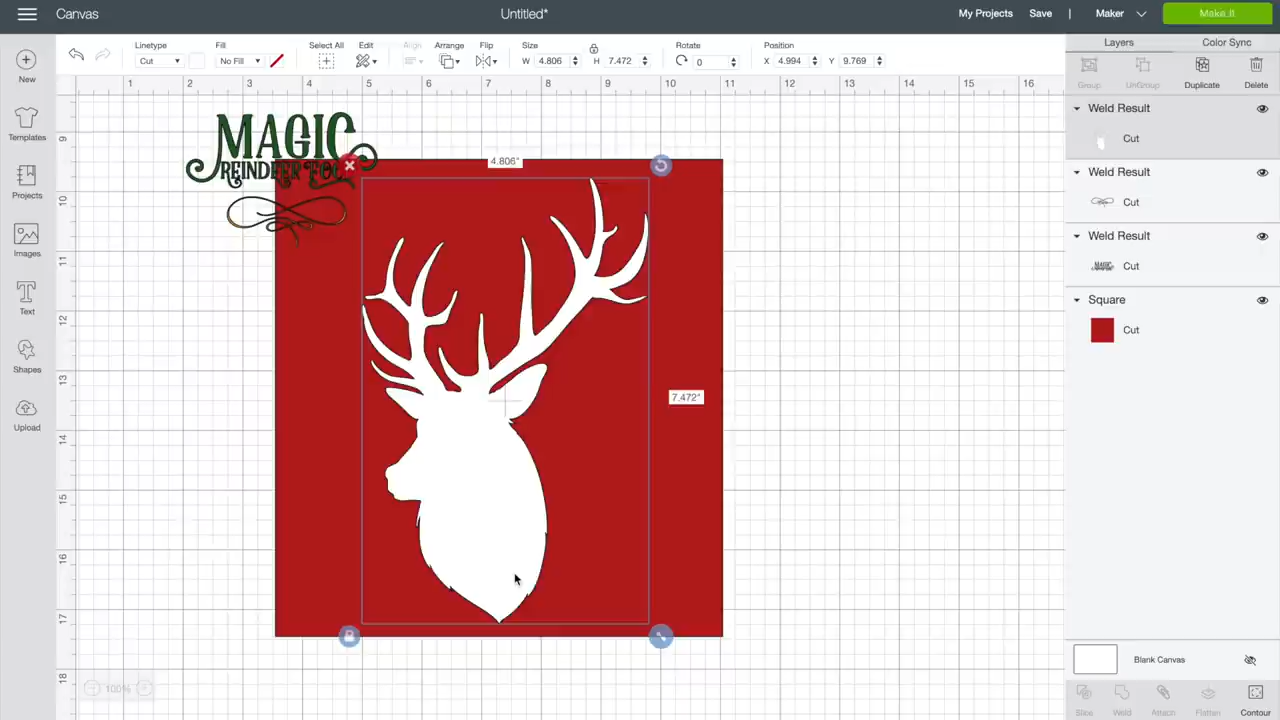 Canvas
Untitled*
My Projects Save | Maker Make It
Linetype
Cut
Fill
No Fill
Select All
Edit
Align
Arrange
Flip
Size
W 4.806 H 7.472
Rotate
0
Position
X 4.994 Y 9.769
Layers Color Sync
Group UnGroup Duplicate Delete
New
Templates
Projects
Images
Text
Shapes
Upload
1 2 3 4 5 6 7 8 9 10 11 12 13 14 15 16
9
10
11
12
13
14
15
16
17
18
MAGIC
REINDEER FOOD
4.806"
7.472"
100%
Weld Result
Cut
Weld Result
Cut
Weld Result
Cut
Square
Cut
Blank Canvas
Slice Weld Attach Flatten Contour